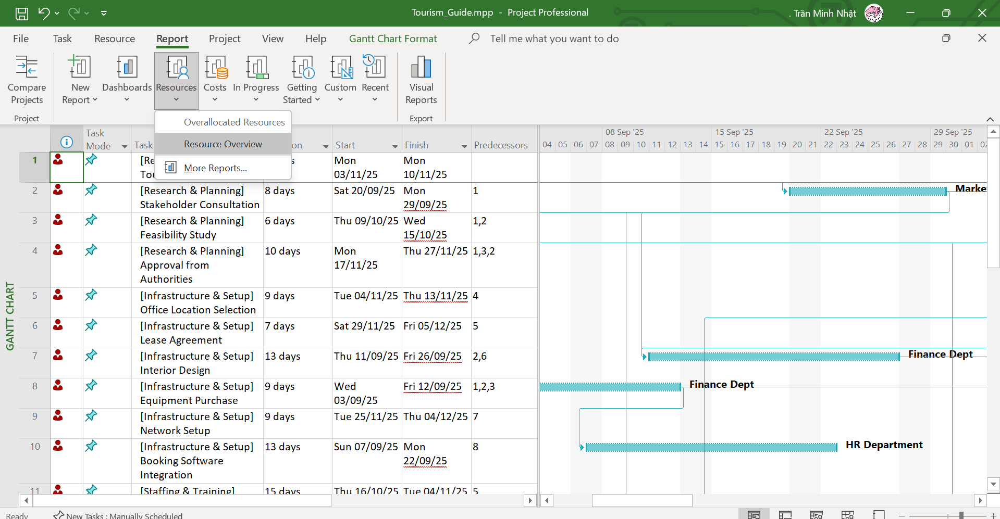 Tourism_Guide.mpp - Project Professional
. Trần Minh Nhật
File Task Resource Report Project View Help Gantt Chart Format Tell me what you want to do
Compare Projects
New Report
Dashboards
Resources
Costs
In Progress
Getting Started
Custom
Recent
Visual Reports
Project
Export
Overallocated Resources
Resource Overview
More Reports...
GANTT CHART
Task Mode Task on Start Finish Predecessors
08 Sep '25 15 Sep '25 22 Sep '25 29 Sep '25
04 05 06 07 08 09 10 11 12 13 14 15 16 17 18 19 20 21 22 23 24 25 26 27 28 29 30 01 02
1 [Re Tou s Mon 03/11/25 Mon 10/11/25
2 [Research & Planning] Stakeholder Consultation 8 days Sat 20/09/25 Mon 29/09/25 1
3 [Research & Planning] Feasibility Study 6 days Thu 09/10/25 Wed 15/10/25 1,2
4 [Research & Planning] Approval from Authorities 10 days Mon 17/11/25 Thu 27/11/25 1,3,2
5 [Infrastructure & Setup] Office Location Selection 9 days Tue 04/11/25 Thu 13/11/25 4
6 [Infrastructure & Setup] Lease Agreement 7 days Sat 29/11/25 Fri 05/12/25 5
7 [Infrastructure & Setup] Interior Design 13 days Thu 11/09/25 Fri 26/09/25 2,6
8 [Infrastructure & Setup] Equipment Purchase 9 days Wed 03/09/25 Fri 12/09/25 1,2,3
9 [Infrastructure & Setup] Network Setup 9 days Tue 25/11/25 Thu 04/12/25 7
10 [Infrastructure & Setup] Booking Software Integration 13 days Sun 07/09/25 Mon 22/09/25 8
11 [Staffing & Training] 15 days Thu 16/10/25 Tue 04/11/25 5
Marke
Finance Dept
Finance Dept
HR Department
Ready New Tasks : Manually Scheduled